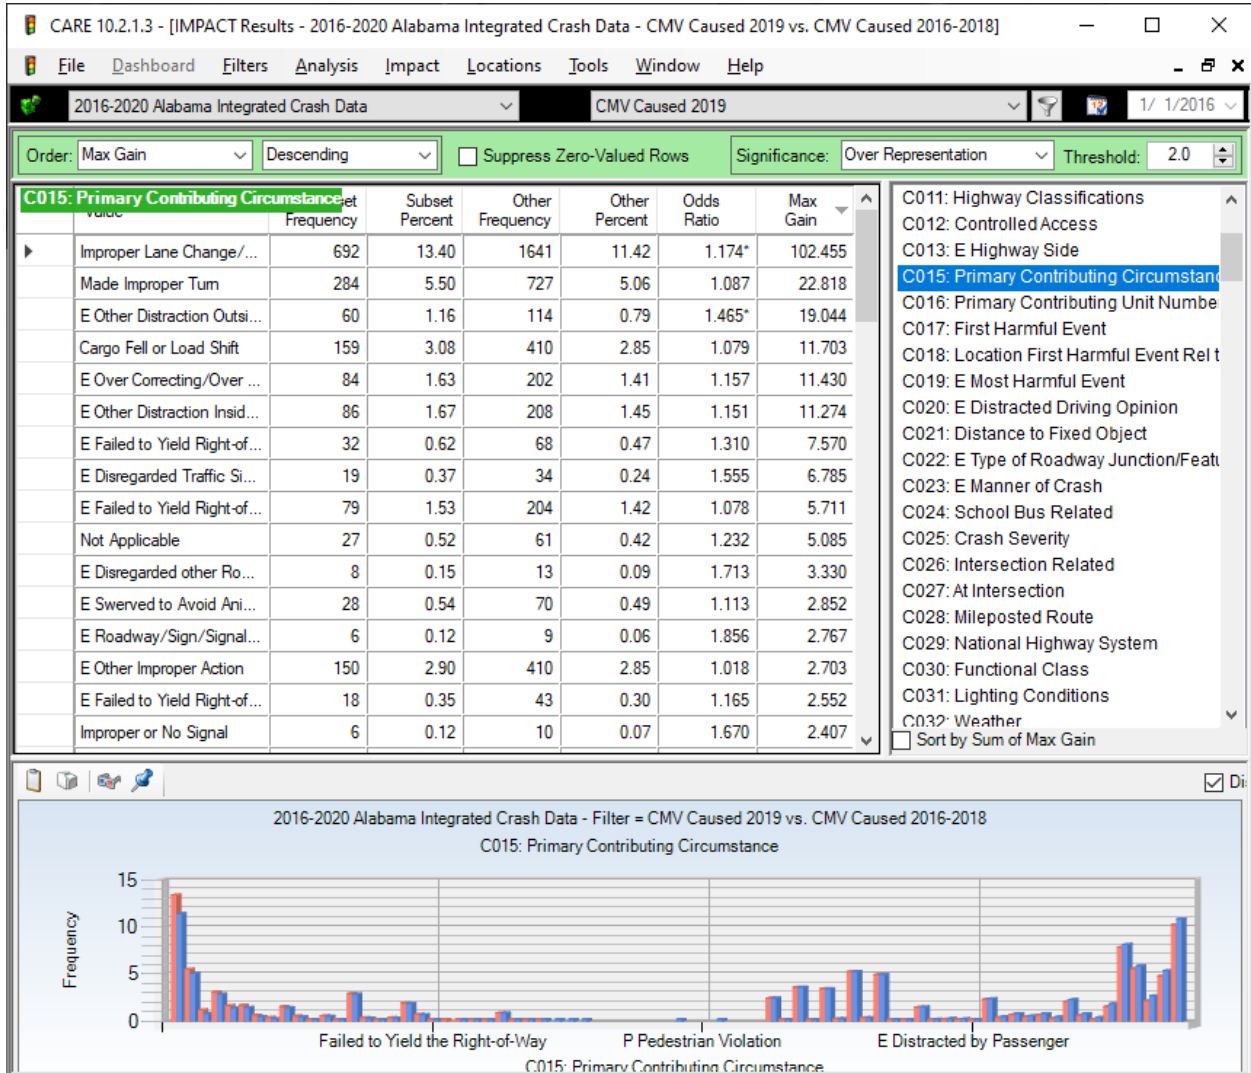 CARE 10.2.1.3 - [IMPACT Results - 2016-2020 Alabama Integrated Crash Data - CMV Caused 2019 vs. CMV Caused 2016-2018]
File Dashboard Filters Analysis Impact Locations Tools Window Help
2016-2020 Alabama Integrated Crash Data CMV Caused 2019 1/ 1/2016
Order: Max Gain Descending Suppress Zero-Valued Rows Significance: Over Representation Threshold: 2.0
C015: Primary Contributing Circumstance
Frequency Subset Percent Other Frequency Other Percent Odds Ratio Max Gain
Improper Lane Change/... 692 13.40 1641 11.42 1.174* 102.455
Made Improper Turn 284 5.50 727 5.06 1.087 22.818
E Other Distraction Outsi... 60 1.16 114 0.79 1.465* 19.044
Cargo Fell or Load Shift 159 3.08 410 2.85 1.079 11.703
E Over Correcting/Over ... 84 1.63 202 1.41 1.157 11.430
E Other Distraction Insid... 86 1.67 208 1.45 1.151 11.274
E Failed to Yield Right-of... 32 0.62 68 0.47 1.310 7.570
E Disregarded Traffic Si... 19 0.37 34 0.24 1.555 6.785
E Failed to Yield Right-of... 79 1.53 204 1.42 1.078 5.711
Not Applicable 27 0.52 61 0.42 1.232 5.085
E Disregarded other Ro... 8 0.15 13 0.09 1.713 3.330
E Swerved to Avoid Ani... 28 0.54 70 0.49 1.113 2.852
E Roadway/Sign/Signal... 6 0.12 9 0.06 1.856 2.767
E Other Improper Action 150 2.90 410 2.85 1.018 2.703
E Failed to Yield Right-of... 18 0.35 43 0.30 1.165 2.552
Improper or No Signal 6 0.12 10 0.07 1.670 2.407
C011: Highway Classifications
C012: Controlled Access
C013: E Highway Side
C015: Primary Contributing Circumstanc
C016: Primary Contributing Unit Numbe
C017: First Harmful Event
C018: Location First Harmful Event Rel t
C019: E Most Harmful Event
C020: E Distracted Driving Opinion
C021: Distance to Fixed Object
C022: E Type of Roadway Junction/Featu
C023: E Manner of Crash
C024: School Bus Related
C025: Crash Severity
C026: Intersection Related
C027: At Intersection
C028: Mileposted Route
C029: National Highway System
C030: Functional Class
C031: Lighting Conditions
C032: Weather
Sort by Sum of Max Gain
Di
2016-2020 Alabama Integrated Crash Data - Filter = CMV Caused 2019 vs. CMV Caused 2016-2018
C015: Primary Contributing Circumstance
Frequency
15
10
5
0
Failed to Yield the Right-of-Way P Pedestrian Violation E Distracted by Passenger
C015: Primary Contributing Circumstance